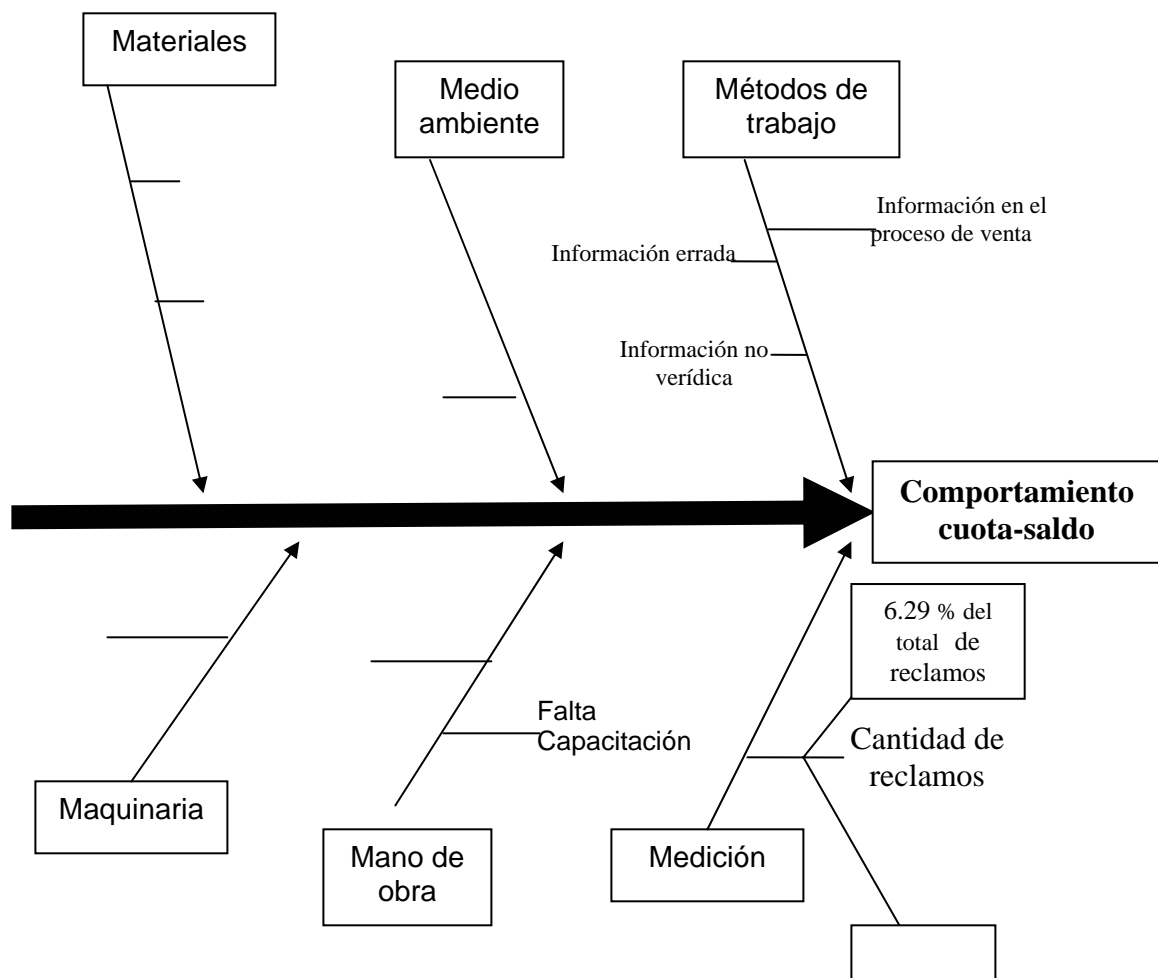 Materiales
Medio
ambiente
Métodos de
trabajo
Información en el
proceso de venta
Información errada
Información no
verídica
Comportamiento
cuota-saldo
6.29 % del
total de
reclamos
Falta
Capacitación
Cantidad de
reclamos
Maquinaria
Mano de
obra
Medición